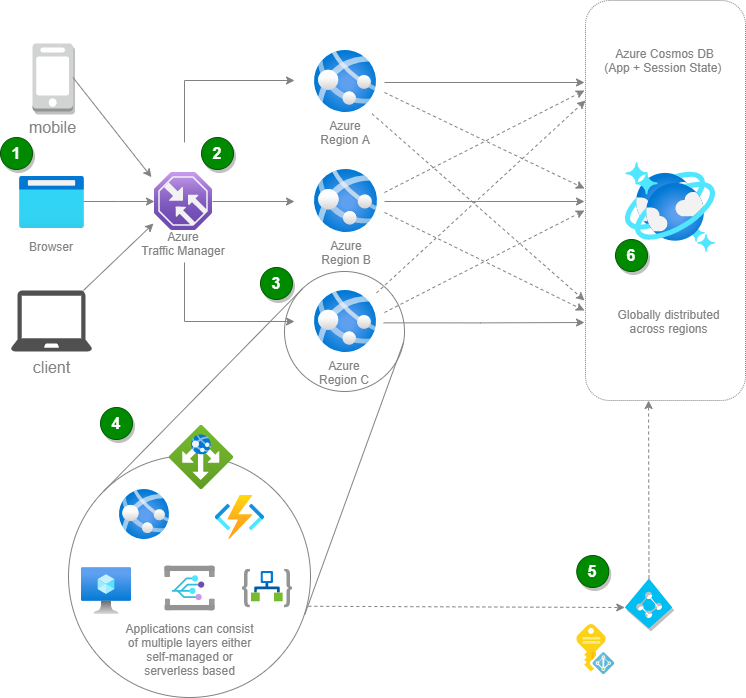 Azure Cosmos DB
(App + Session State)
mobile
Azure
Region A
1
2
Browser
Azure
Traffic Manager
Azure
Region B
6
3
client
Azure
Region C
Globally distributed
across regions
4
Applications can consist
of multiple layers either
self-managed or
serverless based
5